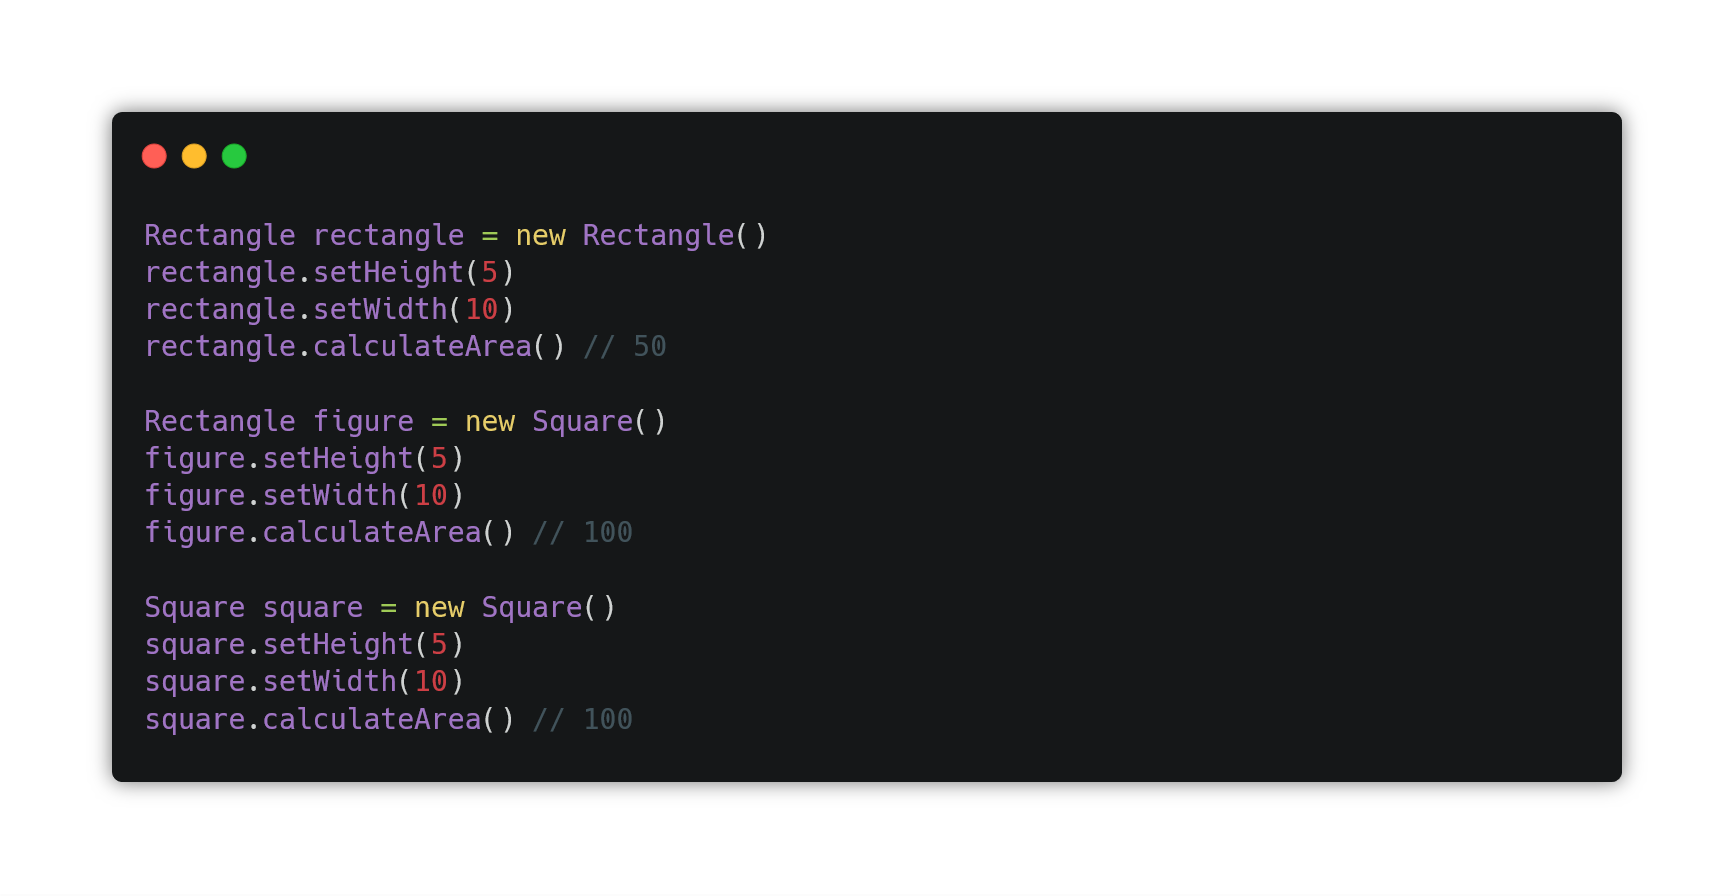 Rectangle rectangle = new Rectangle()
rectangle.setHeight(5)
rectangle.setWidth(10)
rectangle.calculateArea() // 50
Rectangle figure = new Square()
figure.setHeight(5)
figure.setWidth(10)
figure.calculateArea() // 100
Square square = new Square()
square.setHeight(5)
square.setWidth(10)
square.calculateArea() // 100